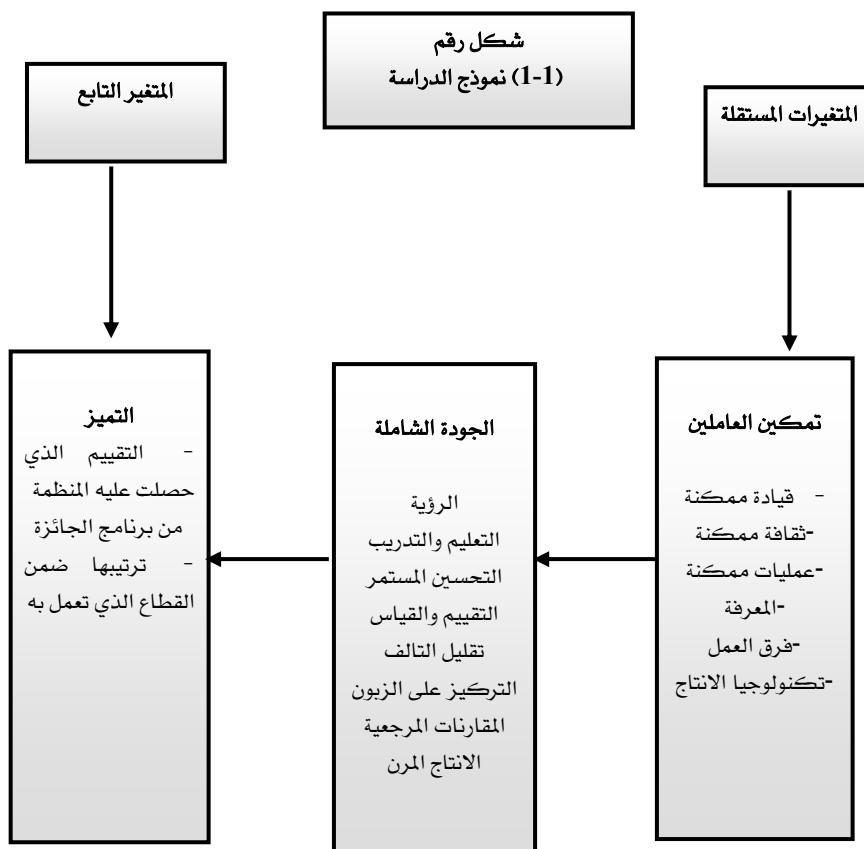 شكل رقم
(1-1) نموذج الدراسة
المتغيرات المستقلة
المتغير التابع
تمكين العاملين
- قيادة ممكنة
-ثقافة ممكنة
-عمليات ممكنة
-المعرفة
-فرق العمل
-تكنولوجيا الانتاج
الجودة الشاملة
الرؤية
التعليم والتدريب
التحسين المستمر
التقييم والقياس
تقليل التالف
التركيز على الزبون
المقارنات المرجعية
الانتاج المرن
التميز
- التقييم الذي
حصلت عليه المنظمة
من برنامج الجائزة
- ترتيبها ضمن
القطاع الذي تعمل به